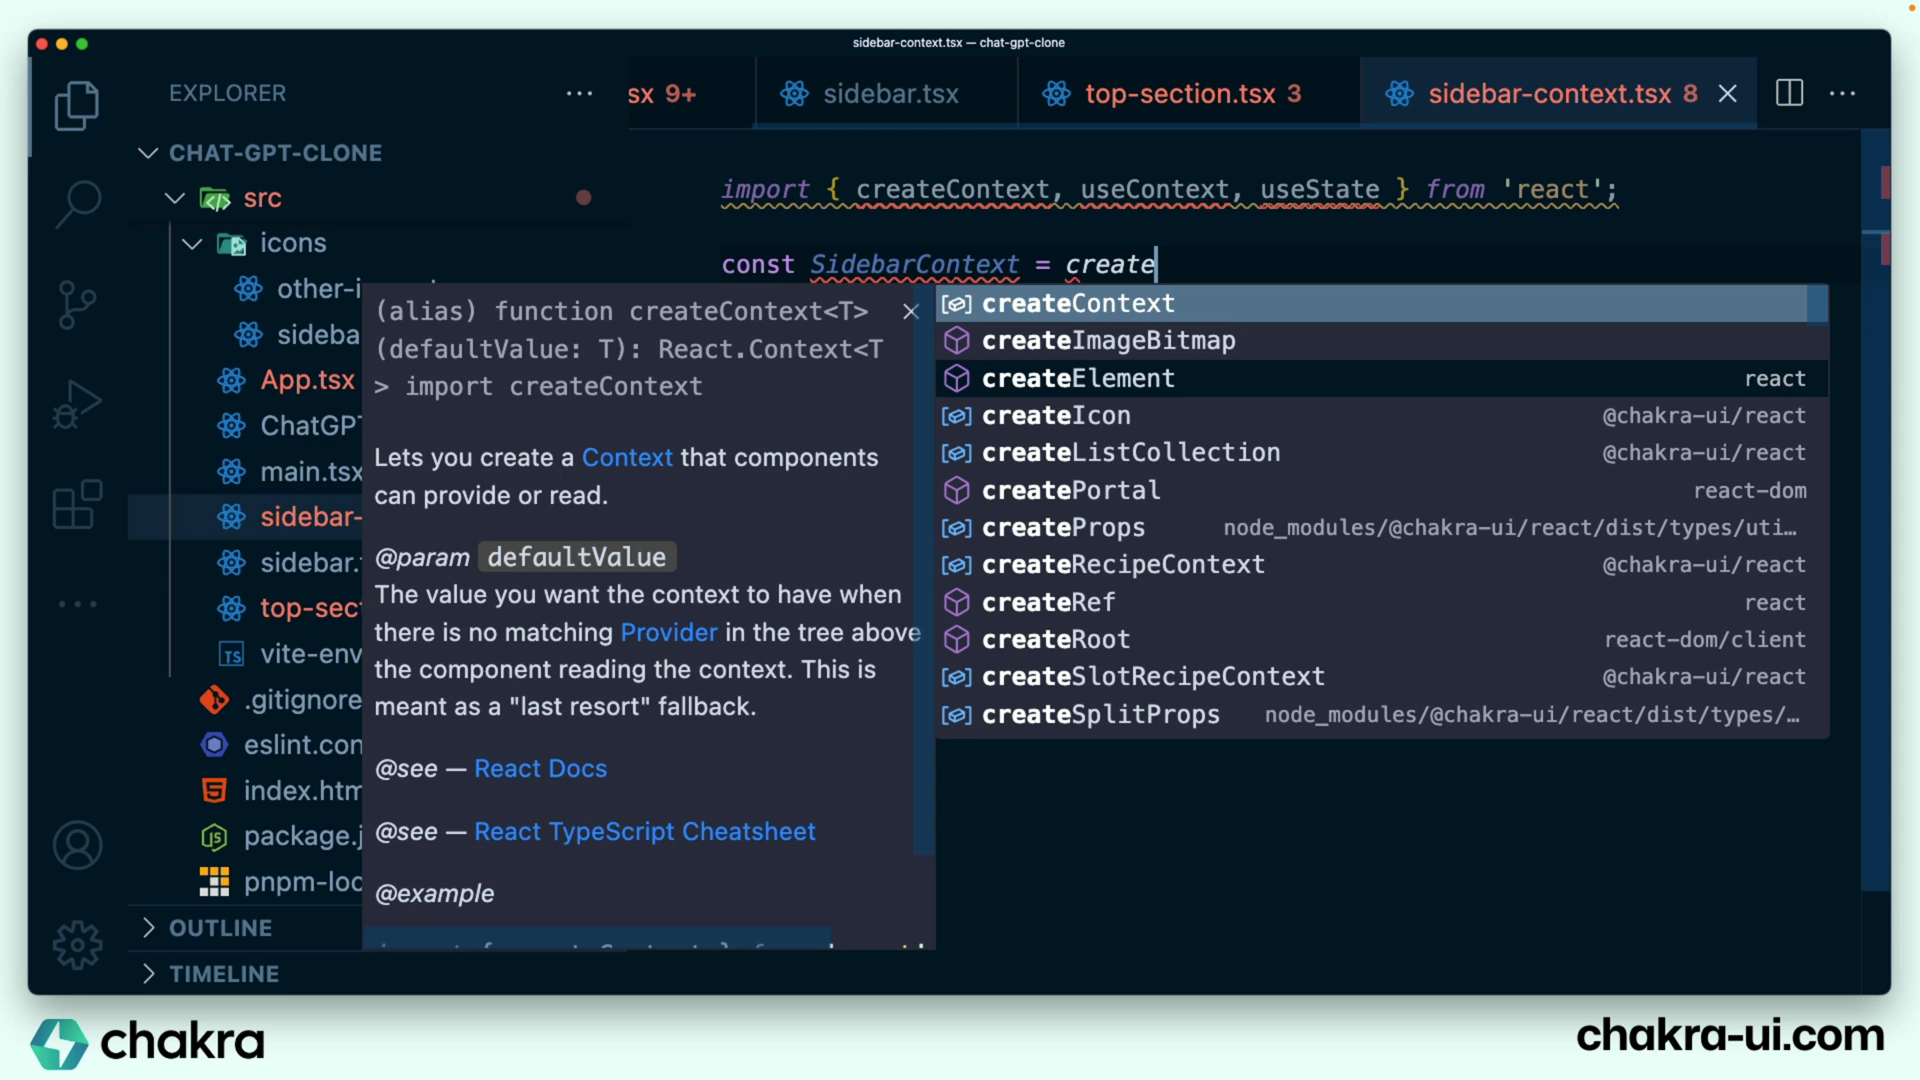 sidebar-context.tsx — chat-gpt-clone
EXPLORER
sx 9+
sidebar.tsx
top-section.tsx 3
sidebar-context.tsx 8
CHAT-GPT-CLONE
src
icons
other-i
sideba
App.tsx
ChatGPT
main.tsx
sidebar-
sidebar.
top-sect
vite-env
TS
.gitignore
eslint.con
index.htm
package.j
pnpm-loc
OUTLINE
TIMELINE
import { createContext, useContext, useState } from 'react';
const SidebarContext = create
(alias) function createContext<T>
(defaultValue: T): React.Context<T
> import createContext
Lets you create a Context that components
can provide or read.
@param defaultValue
The value you want the context to have when
there is no matching Provider in the tree above
the component reading the context. This is
meant as a "last resort" fallback.
@see — React Docs
@see — React TypeScript Cheatsheet
@example
createContext
createImageBitmap
createElement react
createIcon @chakra-ui/react
createListCollection @chakra-ui/react
createPortal react-dom
createProps node_modules/@chakra-ui/react/dist/types/uti…
createRecipeContext @chakra-ui/react
createRef react
createRoot react-dom/client
createSlotRecipeContext @chakra-ui/react
createSplitProps node_modules/@chakra-ui/react/dist/types/…
chakra
chakra-ui.com